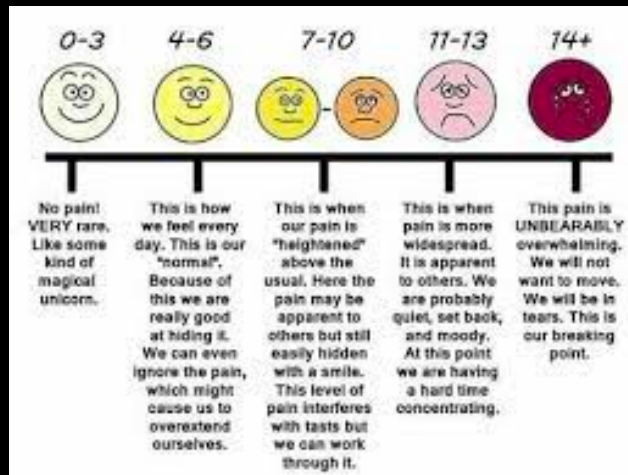 0-3
4-6
7-10
11-13
14+
No pain!
VERY rare.
Like some
kind of
magical
unicorn.
This is how
we feel every
day. This is our
"normal".
Because of
this we are
really good
at hiding it.
We can even
ignore the pain,
which might
cause us to
overextend
ourselves.
This is when
our pain is
"heightened"
above the
usual. Here the
pain may be
apparent to
others but still
easily hidden
with a smile.
This level of
pain interferes
with tasts but
we can work
through it.
This is when
pain is more
widespread.
It is apparent
to others. We
are probably
quiet, set back,
and moody.
At this point
we are having
a hard time
concentrating.
This pain is
UNBEARABLY
overwhelming.
We will not
want to move.
We will be in
tears. This is
our breaking
point.